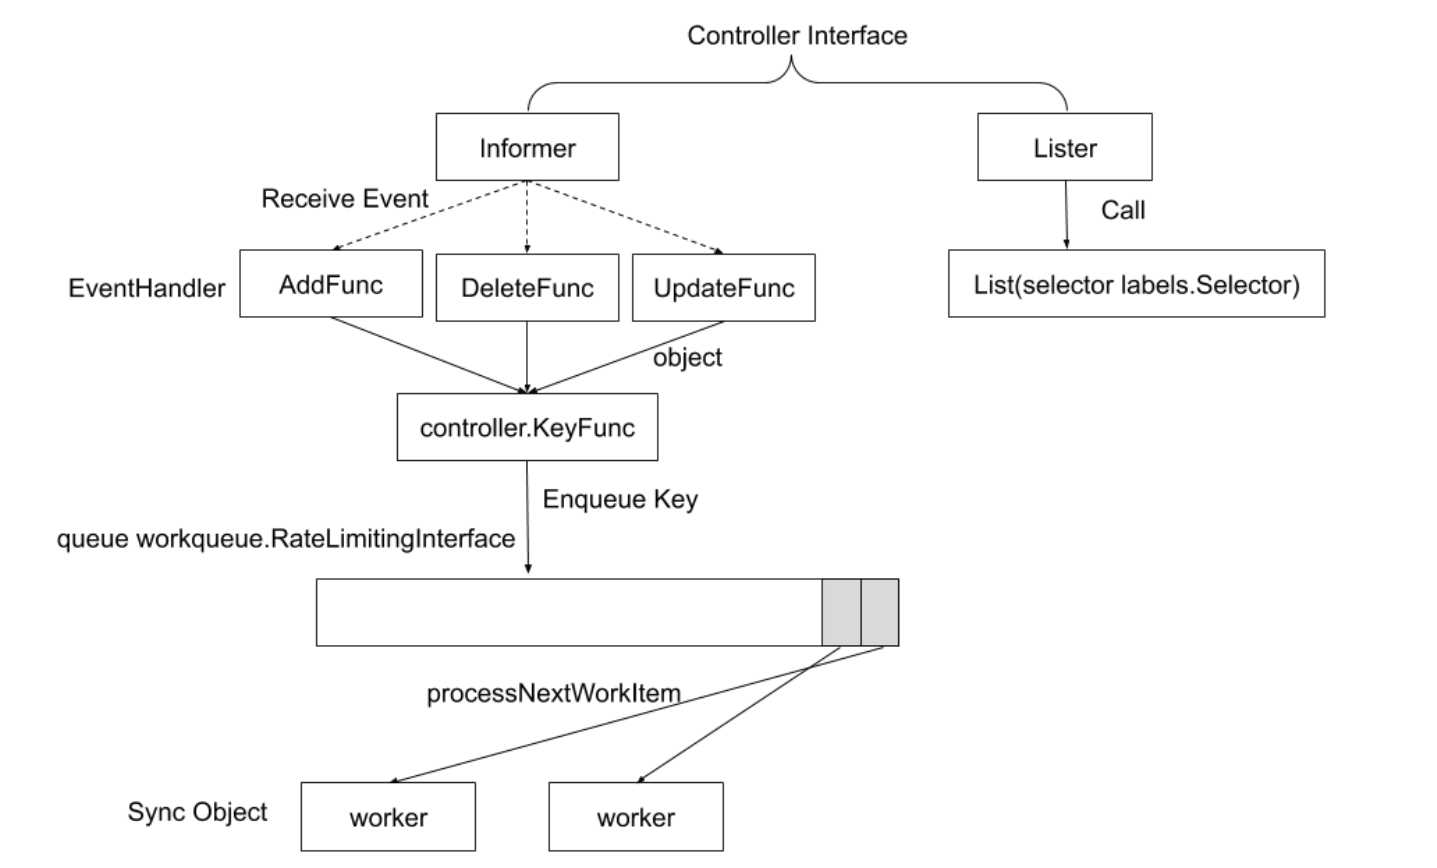 Controller Interface
Informer
Lister
Receive Event
Call
EventHandler
AddFunc
DeleteFunc
UpdateFunc
List(selector labels.Selector)
object
controller.KeyFunc
Enqueue Key
queue workqueue.RateLimitingInterface
processNextWorkItem
Sync Object
worker
worker